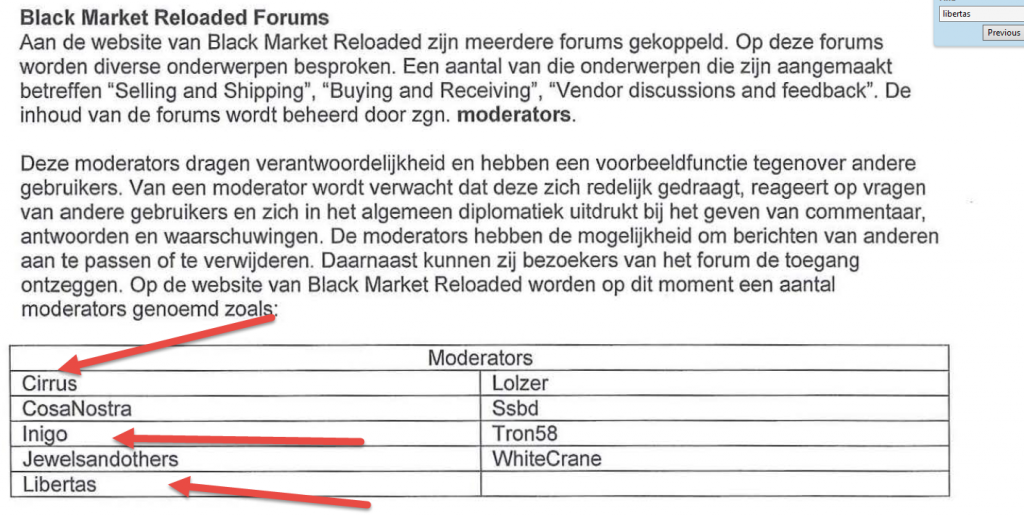 Black Market Reloaded Forums
libertas
Previous
Aan de website van Black Market Reloaded zijn meerdere forums gekoppeld. Op deze forums
worden diverse onderwerpen besproken. Een aantal van die onderwerpen die zijn aangemaakt
betreffen “Selling and Shipping”, “Buying and Receiving”, “Vendor discussions and feedback”. De
inhoud van de forums wordt beheerd door zgn. moderators.
Deze moderators dragen verantwoordelijkheid en hebben een voorbeeldfunctie tegenover andere
gebruikers. Van een moderator wordt verwacht dat deze zich redelijk gedraagt, reageert op vragen
van andere gebruikers en zich in het algemeen diplomatiek uitdrukt bij het geven van commentaar,
antwoorden en waarschuwingen. De moderators hebben de mogelijkheid om berichten van anderen
aan te passen of te verwijderen. Daarnaast kunnen zij bezoekers van het forum de toegang
ontzeggen. Op de website van Black Market Reloaded worden op dit moment een aantal
moderators genoemd zoals:
Moderators
Cirrus Lolzer
CosaNostra Ssbd
Inigo Tron58
Jewelsandothers WhiteCrane
Libertas